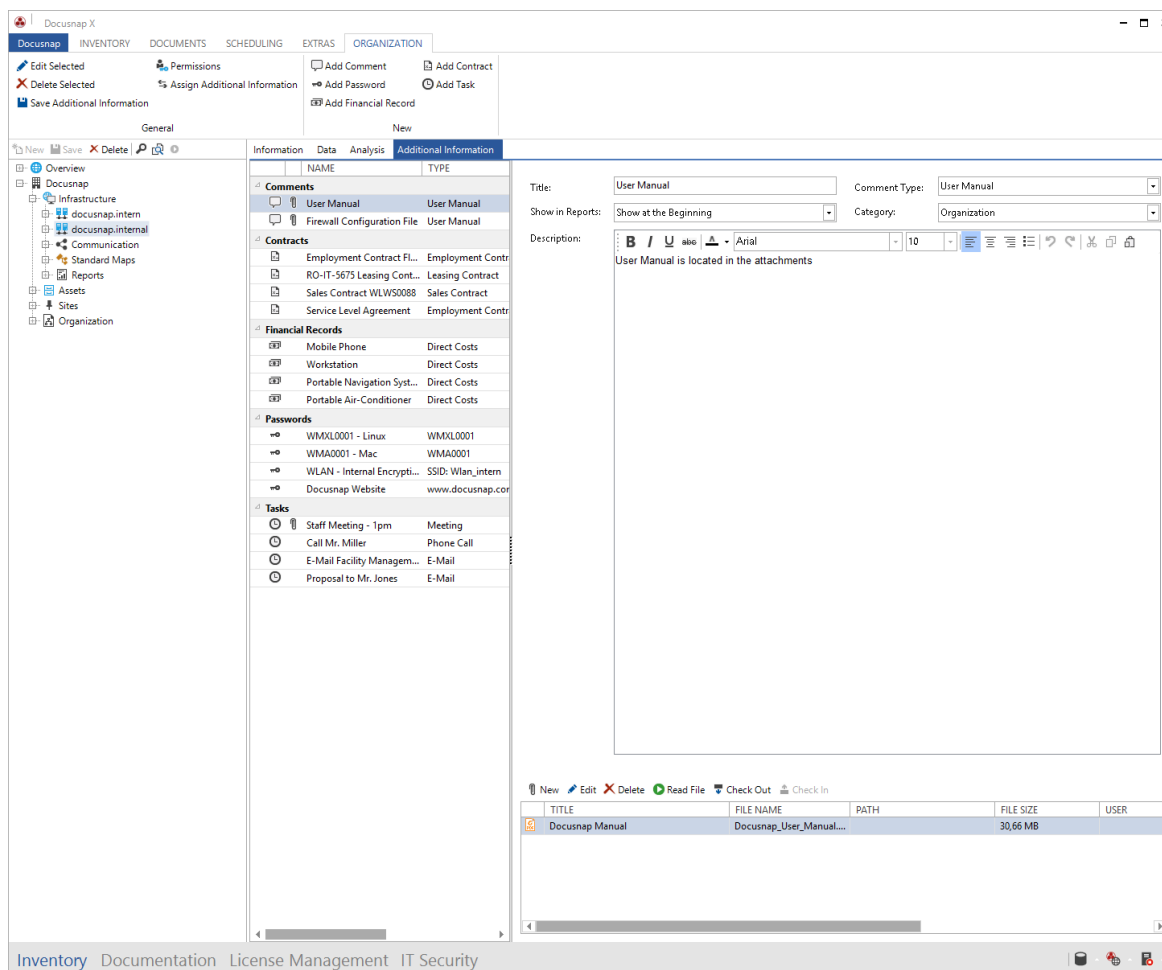 Docusnap X
Docusnap INVENTORY DOCUMENTS SCHEDULING EXTRAS ORGANIZATION
Edit Selected Permissions Add Comment Add Contract
Delete Selected Assign Additional Information Add Password Add Task
Save Additional Information Add Financial Record
General New
New Save Delete
Information Data Analysis Additional Information
Overview
Docusnap
Infrastructure
docusnap.intern
docusnap.internal
Communication
Standard Maps
Reports
Assets
Sites
Organization
NAME TYPE
Comments
User Manual User Manual
Firewall Configuration File User Manual
Contracts
Employment Contract Fl... Employment Contr
RO-IT-5675 Leasing Cont... Leasing Contract
Sales Contract WLWS0088 Sales Contract
Service Level Agreement Employment Contr
Financial Records
Mobile Phone Direct Costs
Workstation Direct Costs
Portable Navigation Syst... Direct Costs
Portable Air-Conditioner Direct Costs
Passwords
WMXL0001 - Linux WMXL0001
WMA0001 - Mac WMA0001
WLAN - Internal Encrypti... SSID: Wlan_intern
Docusnap Website www.docusnap.cor
Tasks
Staff Meeting - 1pm Meeting
Call Mr. Miller Phone Call
E-Mail Facility Managem... E-Mail
Proposal to Mr. Jones E-Mail
Title: User Manual Comment Type: User Manual
Show in Reports: Show at the Beginning Category: Organization
Description: B I U abc A Arial 10
User Manual is located in the attachments
New Edit Delete Read File Check Out Check In
TITLE FILE NAME PATH FILE SIZE USER
Docusnap Manual Docusnap_User_Manual.... 30,66 MB
Inventory Documentation License Management IT Security